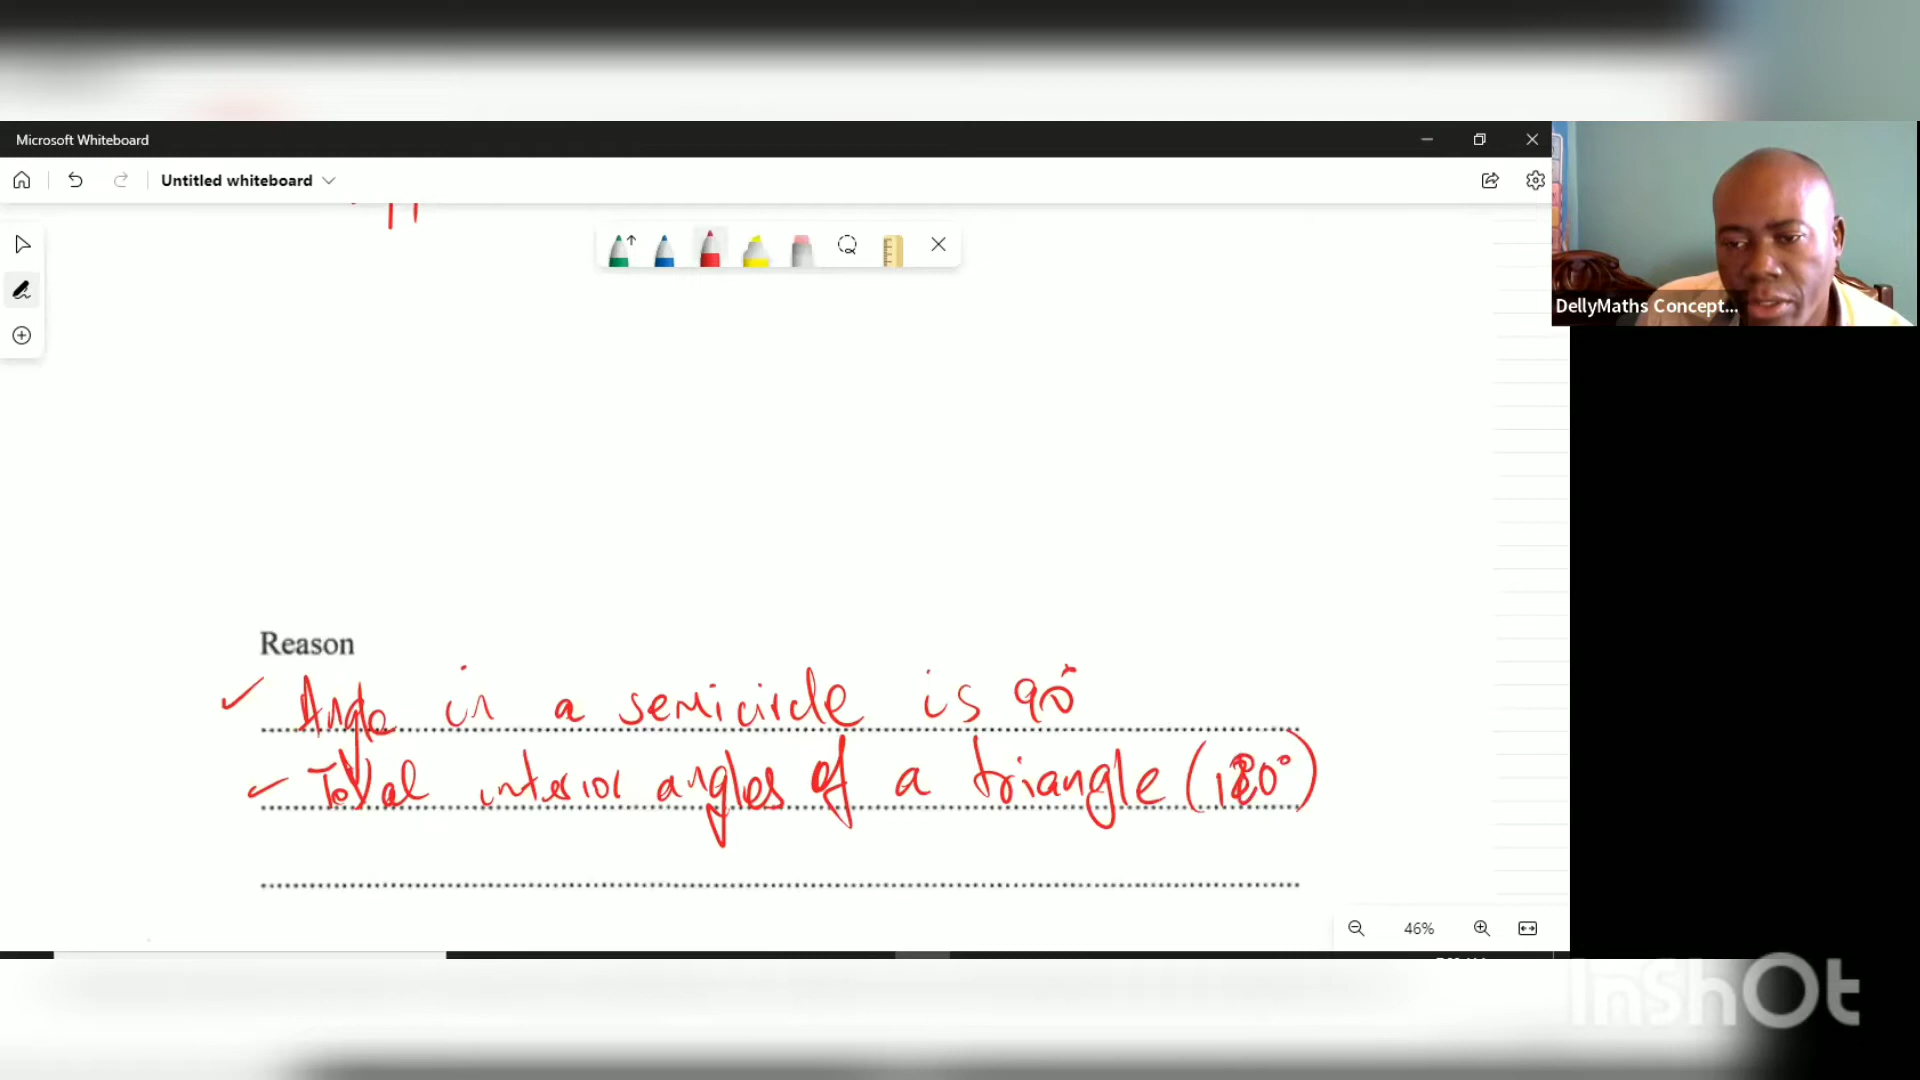 Microsoft Whiteboard
Untitled whiteboard
DellyMaths Concept...
Reason
Angle in a semicircle is 90°
Total interior angles of a triangle (180°)
46%
InShOt